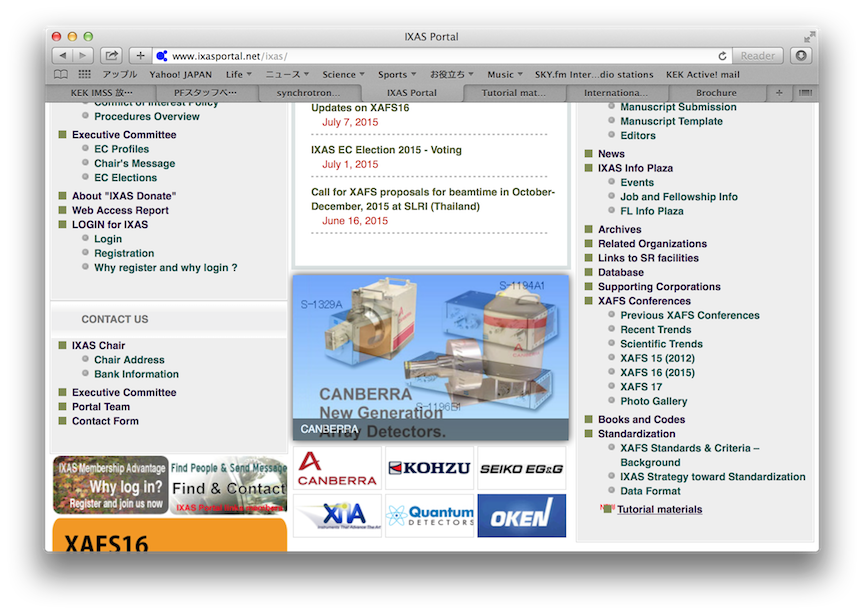 IXAS Portal
www.ixasportal.net/ixas/
Reader
アップル Yahoo! JAPAN Life ニュース Science Sports お役立ち Music SKY.fm Inter...dio stations KEK Active! mail
KEK IMSS 放… PFスタッフペ… synchrotron... IXAS Portal Tutorial mat... Internationa... Brochure
Conflict of Interest Policy
Procedures Overview
Executive Committee
EC Profiles
Chair's Message
EC Elections
About "IXAS Donate"
Web Access Report
LOGIN for IXAS
Login
Registration
Why register and why login ?
CONTACT US
IXAS Chair
Chair Address
Bank Information
Executive Committee
Portal Team
Contact Form
IXAS Membership Advantage
Why log in?
Register and join us now
Find People & Send Message
Find & Contact
XAFS16
Updates on XAFS16
July 7, 2015
IXAS EC Election 2015 - Voting
July 1, 2015
Call for XAFS proposals for beamtime in October-
December, 2015 at SLRI (Thailand)
June 16, 2015
S-1194A1
S-1329A
S-1196B1
CANBERRA
New Generation
Array Detectors.
CANBERRA
CANBERRA
KOHZU
SEIKO EG&G
XIA
Instruments That Advance The Art
Quantum
DETECTORS
OKEN
Manuscript Submission
Manuscript Template
Editors
News
IXAS Info Plaza
Events
Job and Fellowship Info
FL Info Plaza
Archives
Related Organizations
Links to SR facilities
Database
Supporting Corporations
XAFS Conferences
Previous XAFS Conferences
Recent Trends
Scientific Trends
XAFS 15 (2012)
XAFS 16 (2015)
XAFS 17
Photo Gallery
Books and Codes
Standardization
XAFS Standards & Criteria –
Background
IXAS Strategy toward Standardization
Data Format
Tutorial materials